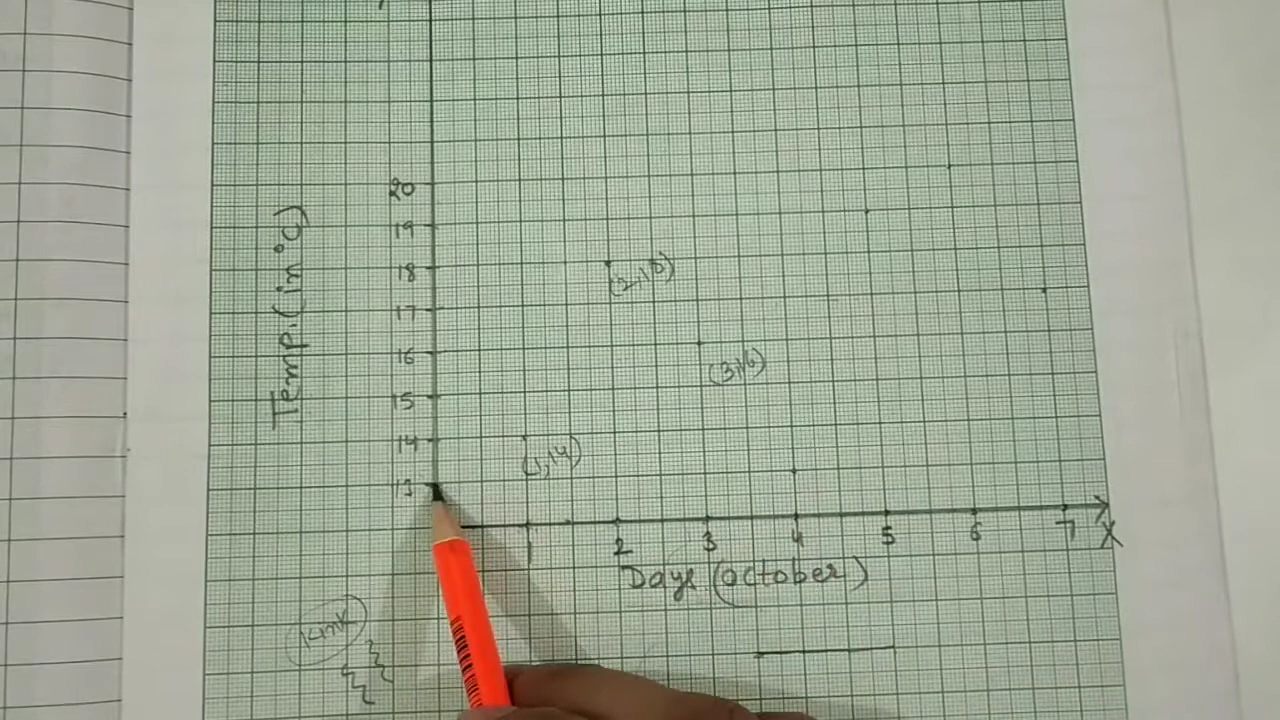 Temp. (in °C)
20
19
18
(2,18)
17
16
(3,16)
15
14
(1,14)
13
1 2 3 4 5 6 7 X
Days (October)
Kink